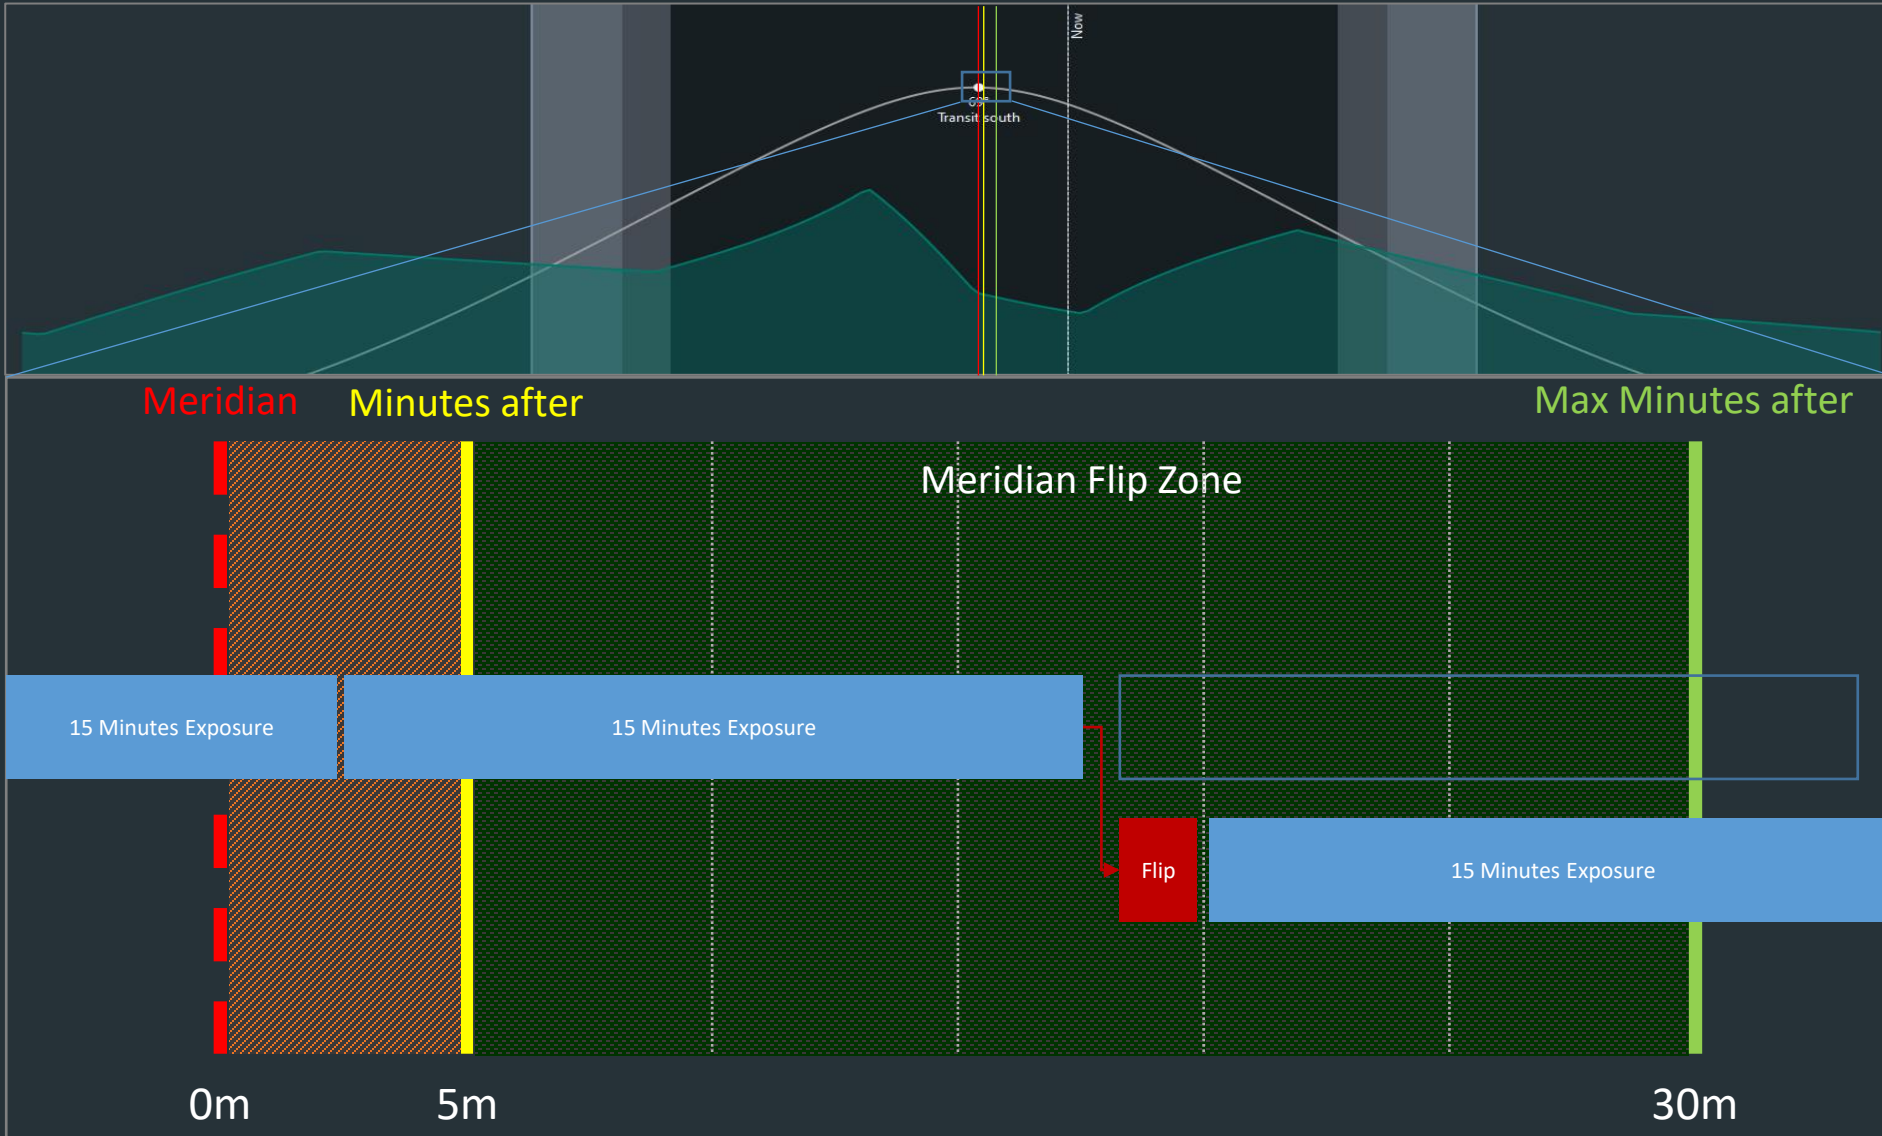 Now
69°
Transit south
Meridian
Minutes after
Max Minutes after
Meridian Flip Zone
15 Minutes Exposure
15 Minutes Exposure
Flip
15 Minutes Exposure
0m
5m
30m